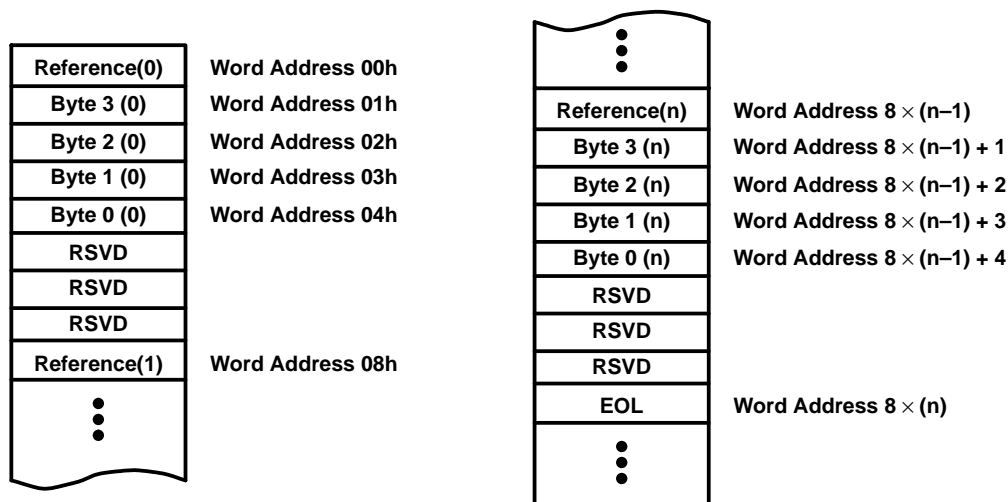 Reference(0) Word Address 00h
Byte 3 (0) Word Address 01h
Byte 2 (0) Word Address 02h
Byte 1 (0) Word Address 03h
Byte 0 (0) Word Address 04h
RSVD
RSVD
RSVD
Reference(1) Word Address 08h
Reference(n) Word Address 8 × (n–1)
Byte 3 (n) Word Address 8 × (n–1) + 1
Byte 2 (n) Word Address 8 × (n–1) + 2
Byte 1 (n) Word Address 8 × (n–1) + 3
Byte 0 (n) Word Address 8 × (n–1) + 4
RSVD
RSVD
RSVD
EOL Word Address 8 × (n)